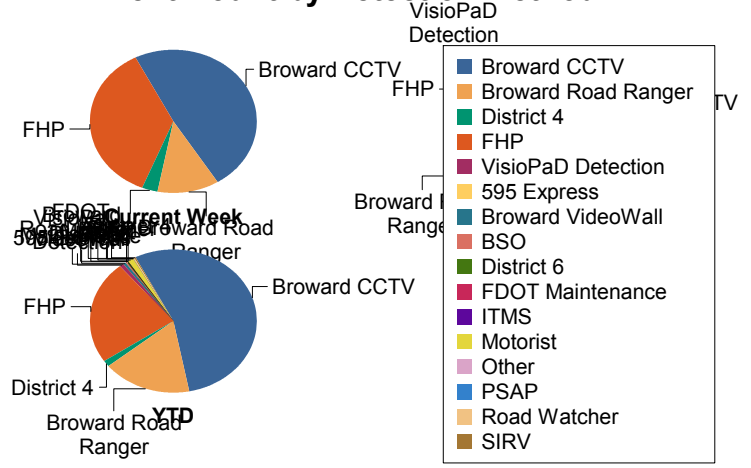 VisioPaD
Detection
Broward CCTV
FHP
Current Week
Broward Road
Ranger
FHP
TV
Broward CCTV
FHP
District 4
Broward Road
Ranger
YTD
Broward CCTV
Broward Road Ranger
District 4
FHP
VisioPaD Detection
595 Express
Broward VideoWall
BSO
District 6
FDOT Maintenance
ITMS
Motorist
Other
PSAP
Road Watcher
SIRV